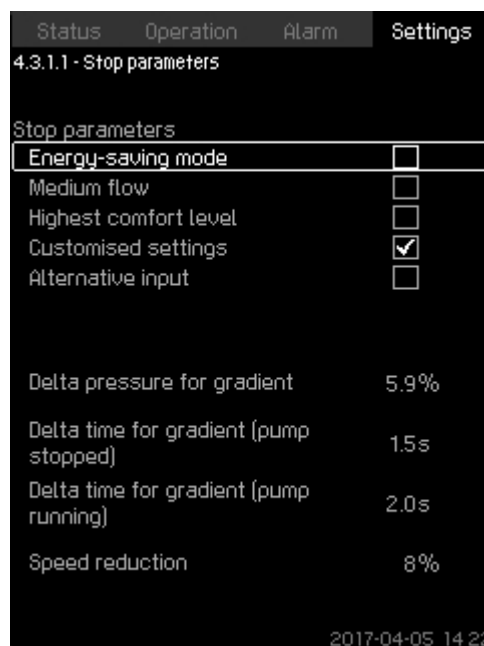 Status Operation Alarm Settings
4.3.1.1 - Stop parameters
Stop parameters
Energy-saving mode
Medium flow
Highest comfort level
Customised settings
Alternative input
Delta pressure for gradient 5.9%
Delta time for gradient (pump
stopped) 1.5s
Delta time for gradient (pump
running) 2.0s
Speed reduction 8%
2017-04-05 14:22